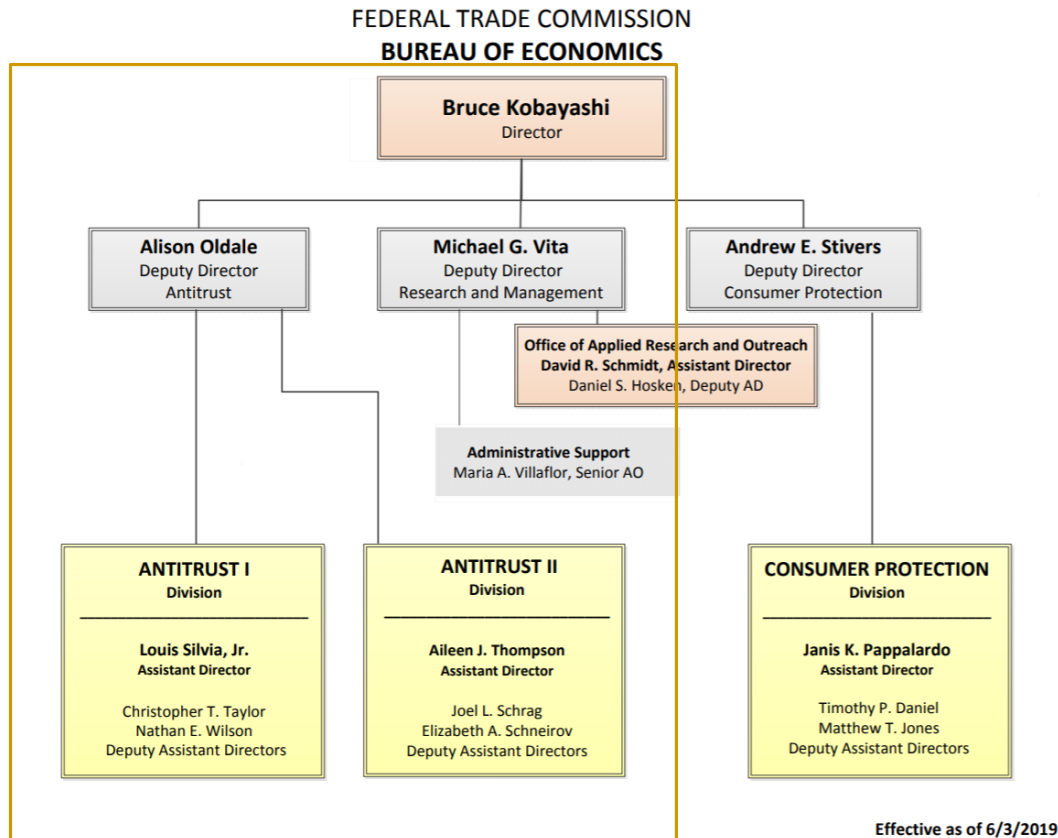 FEDERAL TRADE COMMISSION
BUREAU OF ECONOMICS
Bruce Kobayashi
Director
Alison Oldale
Deputy Director
Antitrust
Michael G. Vita
Deputy Director
Research and Management
Andrew E. Stivers
Deputy Director
Consumer Protection
Office of Applied Research and Outreach
David R. Schmidt, Assistant Director
Daniel S. Hosken, Deputy AD
Administrative Support
Maria A. Villaflor, Senior AO
ANTITRUST I
Division
Louis Silvia, Jr.
Assistant Director
Christopher T. Taylor
Nathan E. Wilson
Deputy Assistant Directors
ANTITRUST II
Division
Aileen J. Thompson
Assistant Director
Joel L. Schrag
Elizabeth A. Schneirov
Deputy Assistant Directors
CONSUMER PROTECTION
Division
Janis K. Pappalardo
Assistant Director
Timothy P. Daniel
Matthew T. Jones
Deputy Assistant Directors
Effective as of 6/3/2019